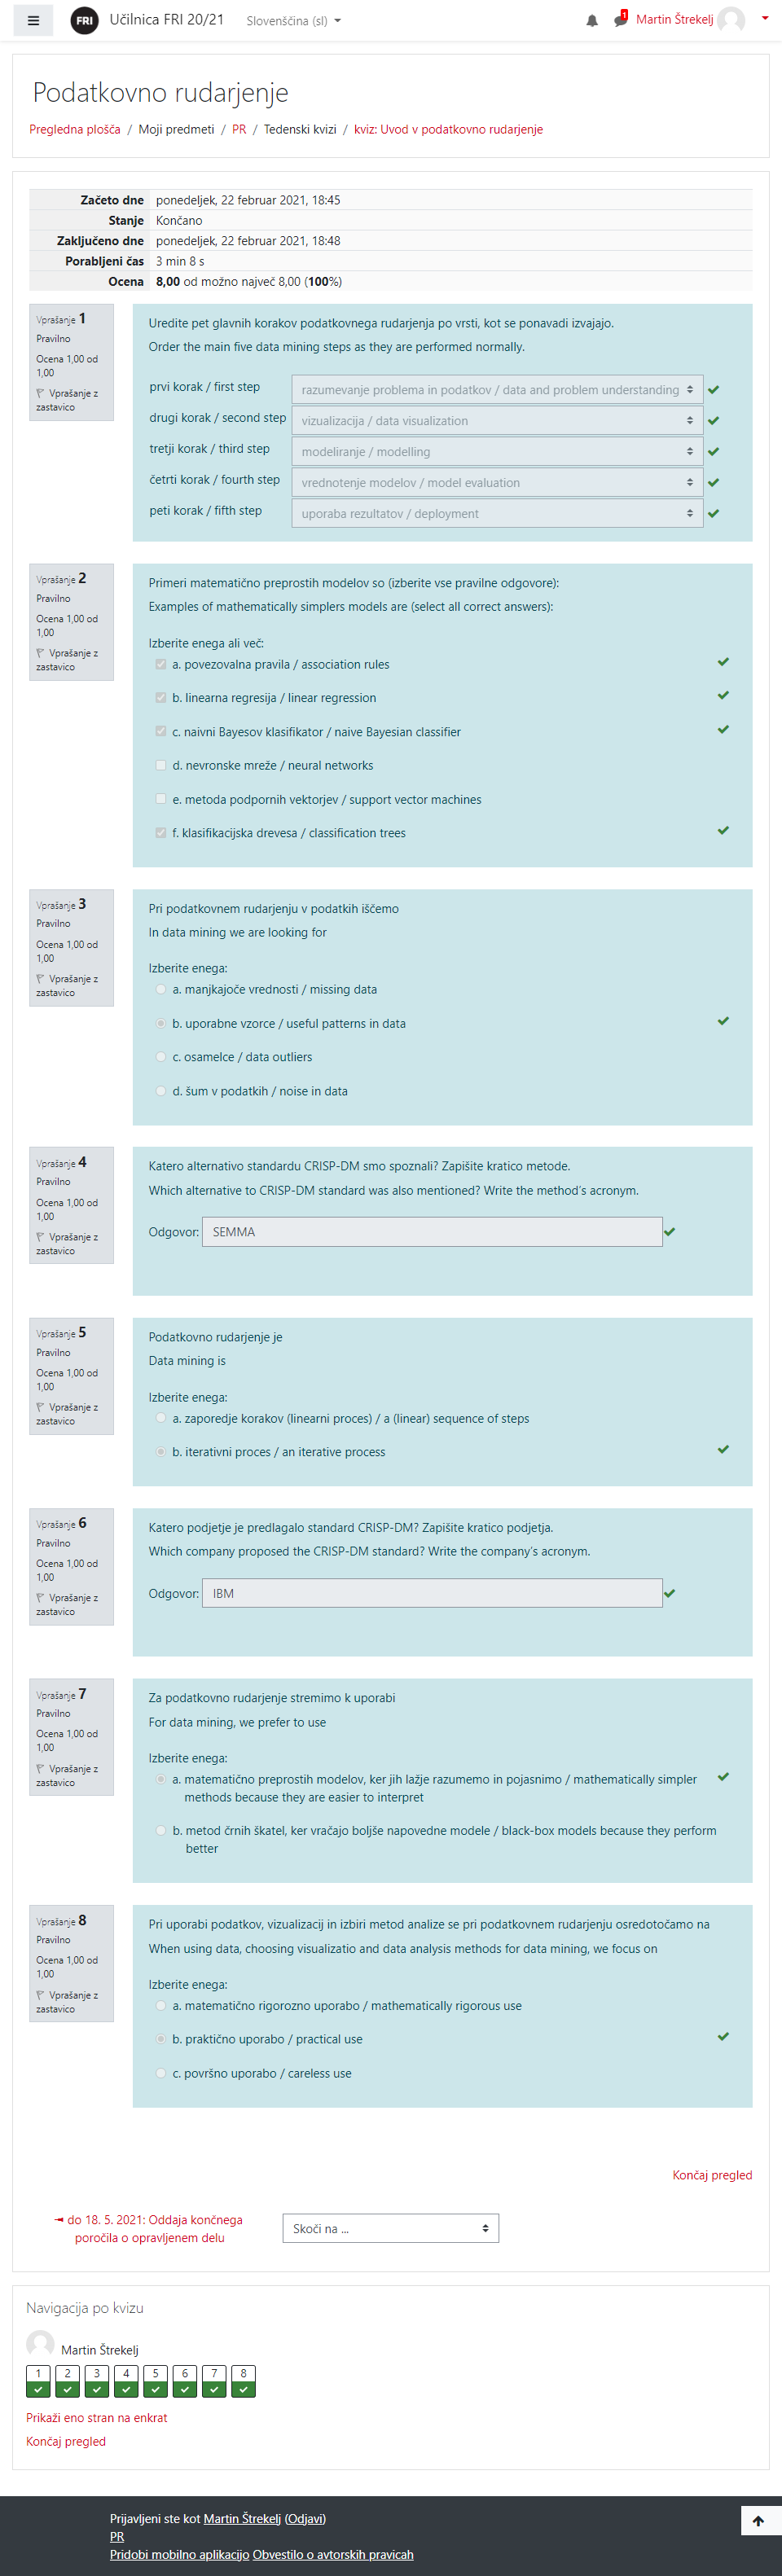 FRI Učilnica FRI 20/21 Slovenščina (sl) 1 Martin Štrekelj
Podatkovno rudarjenje
Pregledna plošča / Moji predmeti / PR / Tedenski kvizi / kviz: Uvod v podatkovno rudarjenje
Začeto dne ponedeljek, 22 februar 2021, 18:45
Stanje Končano
Zaključeno dne ponedeljek, 22 februar 2021, 18:48
Porabljeni čas 3 min 8 s
Ocena 8,00 od možno največ 8,00 (100%)
Vprašanje 1
Pravilno
Ocena 1,00 od
1,00
Vprašanje z
zastavico
Uredite pet glavnih korakov podatkovnega rudarjenja po vrsti, kot se ponavadi izvajajo.
Order the main five data mining steps as they are performed normally.
prvi korak / first step razumevanje problema in podatkov / data and problem understanding
drugi korak / second step vizualizacija / data visualization
tretji korak / third step modeliranje / modelling
četrti korak / fourth step vrednotenje modelov / model evaluation
peti korak / fifth step uporaba rezultatov / deployment
Vprašanje 2
Pravilno
Ocena 1,00 od
1,00
Vprašanje z
zastavico
Primeri matematično preprostih modelov so (izberite vse pravilne odgovore):
Examples of mathematically simplers models are (select all correct answers):
Izberite enega ali več:
a. povezovalna pravila / association rules
b. linearna regresija / linear regression
c. naivni Bayesov klasifikator / naive Bayesian classifier
d. nevronske mreže / neural networks
e. metoda podpornih vektorjev / support vector machines
f. klasifikacijska drevesa / classification trees
Vprašanje 3
Pravilno
Ocena 1,00 od
1,00
Vprašanje z
zastavico
Pri podatkovnem rudarjenju v podatkih iščemo
In data mining we are looking for
Izberite enega:
a. manjkajoče vrednosti / missing data
b. uporabne vzorce / useful patterns in data
c. osamelce / data outliers
d. šum v podatkih / noise in data
Vprašanje 4
Pravilno
Ocena 1,00 od
1,00
Vprašanje z
zastavico
Katero alternativo standardu CRISP-DM smo spoznali? Zapišite kratico metode.
Which alternative to CRISP-DM standard was also mentioned? Write the method's acronym.
Odgovor: SEMMA
Vprašanje 5
Pravilno
Ocena 1,00 od
1,00
Vprašanje z
zastavico
Podatkovno rudarjenje je
Data mining is
Izberite enega:
a. zaporedje korakov (linearni proces) / a (linear) sequence of steps
b. iterativni proces / an iterative process
Vprašanje 6
Pravilno
Ocena 1,00 od
1,00
Vprašanje z
zastavico
Katero podjetje je predlagalo standard CRISP-DM? Zapišite kratico podjetja.
Which company proposed the CRISP-DM standard? Write the company's acronym.
Odgovor: IBM
Vprašanje 7
Pravilno
Ocena 1,00 od
1,00
Vprašanje z
zastavico
Za podatkovno rudarjenje stremimo k uporabi
For data mining, we prefer to use
Izberite enega:
a. matematično preprostih modelov, ker jih lažje razumemo in pojasnimo / mathematically simpler
methods because they are easier to interpret
b. metod črnih škatel, ker vračajo boljše napovedne modele / black-box models because they perform
better
Vprašanje 8
Pravilno
Ocena 1,00 od
1,00
Vprašanje z
zastavico
Pri uporabi podatkov, vizualizacij in izbiri metod analize se pri podatkovnem rudarjenju osredotočamo na
When using data, choosing visualizatio and data analysis methods for data mining, we focus on
Izberite enega:
a. matematično rigorozno uporabo / mathematically rigorous use
b. praktično uporabo / practical use
c. površno uporabo / careless use
Končaj pregled
◄ do 18. 5. 2021: Oddaja končnega
poročila o opravljenem delu
Skoči na ...
Navigacija po kvizu
Martin Štrekelj
1 2 3 4 5 6 7 8
Prikaži eno stran na enkrat
Končaj pregled
Prijavljeni ste kot Martin Štrekelj (Odjavi)
PR
Pridobi mobilno aplikacijo Obvestilo o avtorskih pravicah